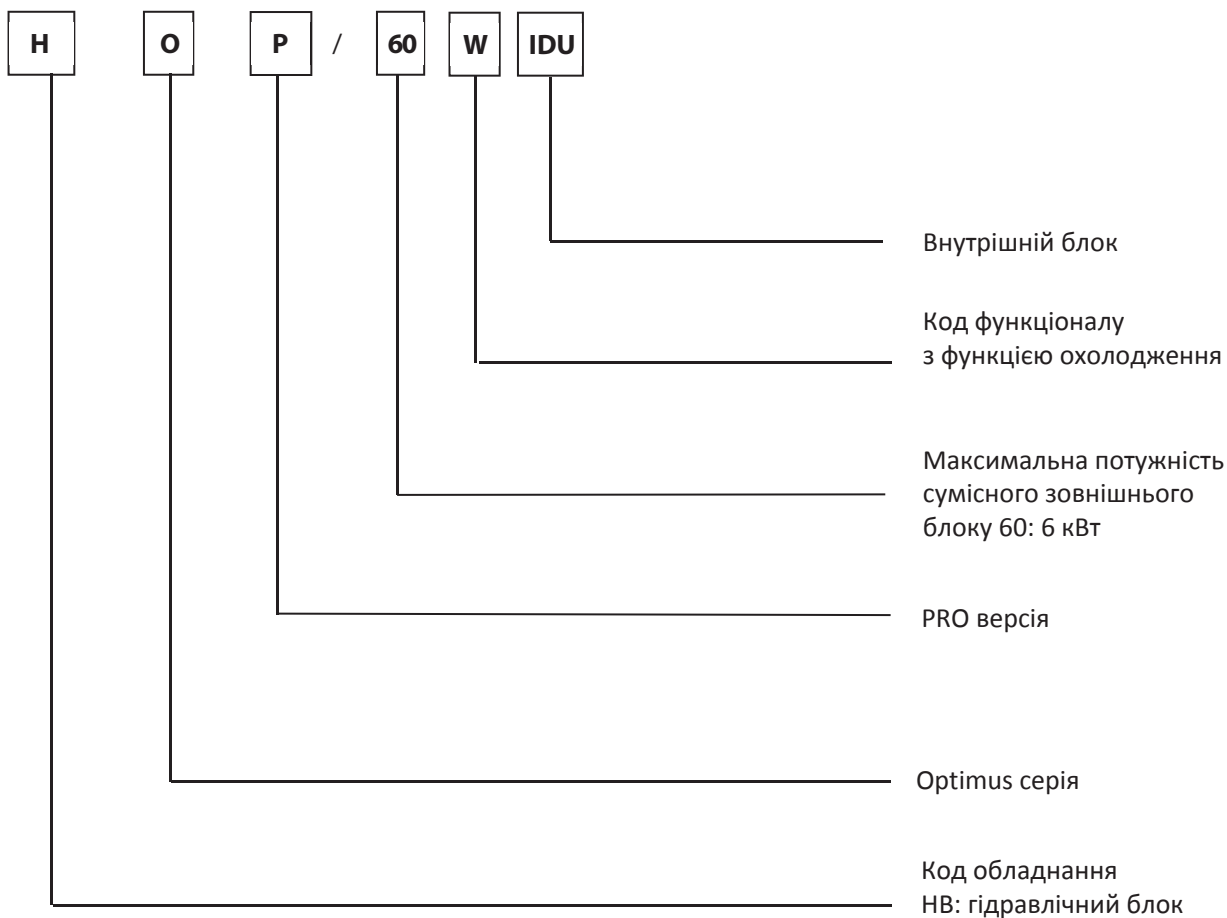 H O P / 60 W IDU
Внутрішній блок
Код функціоналу
з функцією охолодження
Максимальна потужність
сумісного зовнішнього
блоку 60: 6 кВт
PRO версія
Optimus серія
Код обладнання
HB: гідравлічний блок